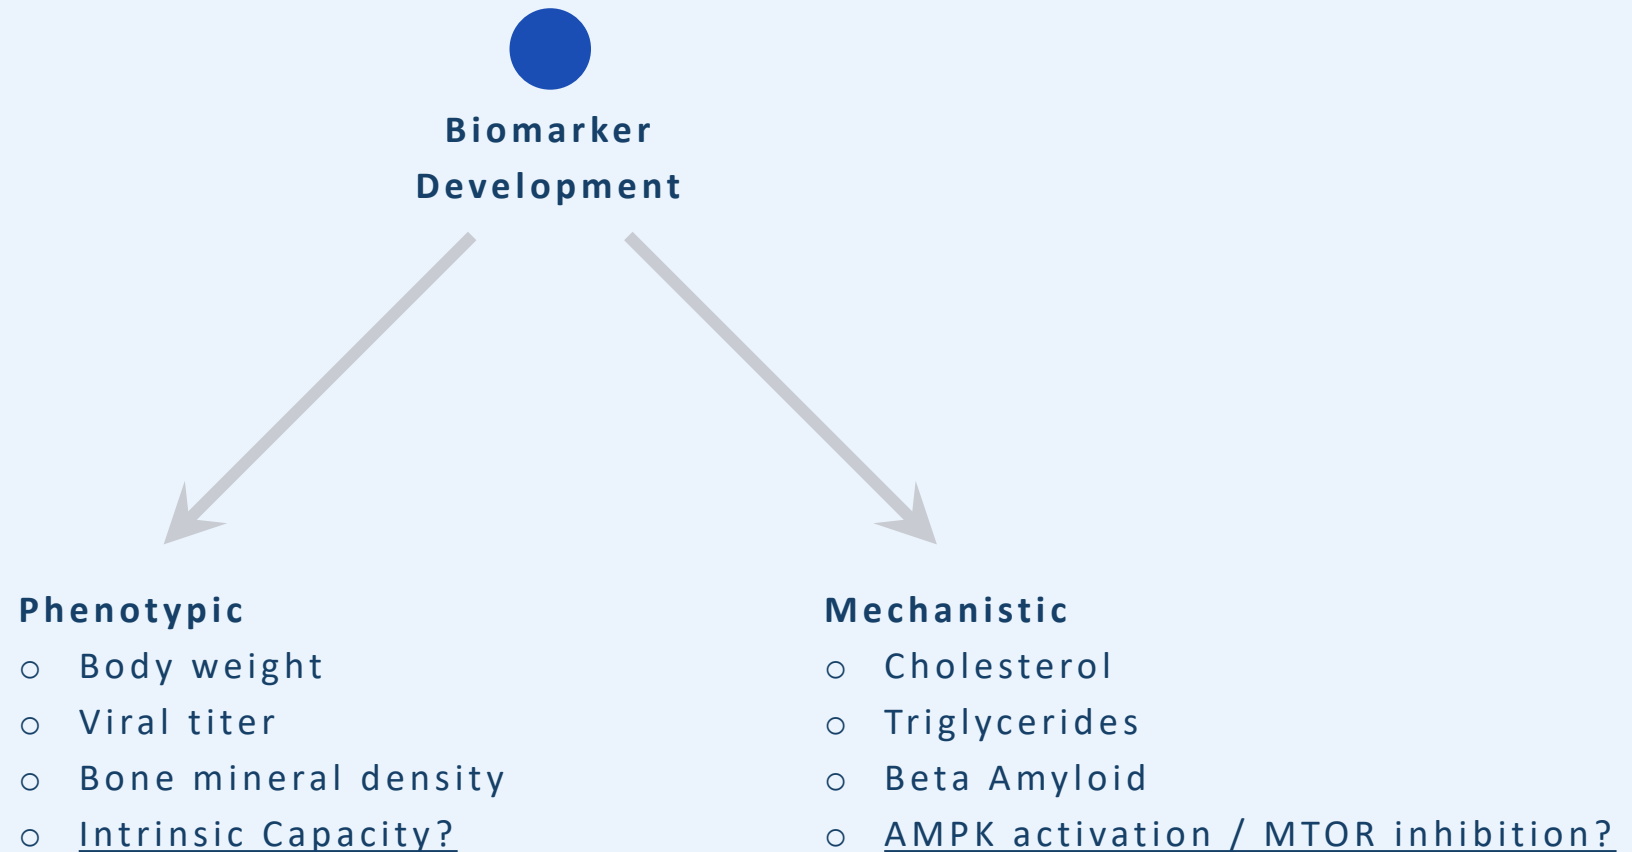 Biomarker
Development
Phenotypic
○ Body weight
○ Viral titer
○ Bone mineral density
○ Intrinsic Capacity?
Mechanistic
○ Cholesterol
○ Triglycerides
○ Beta Amyloid
○ AMPK activation / MTOR inhibition?